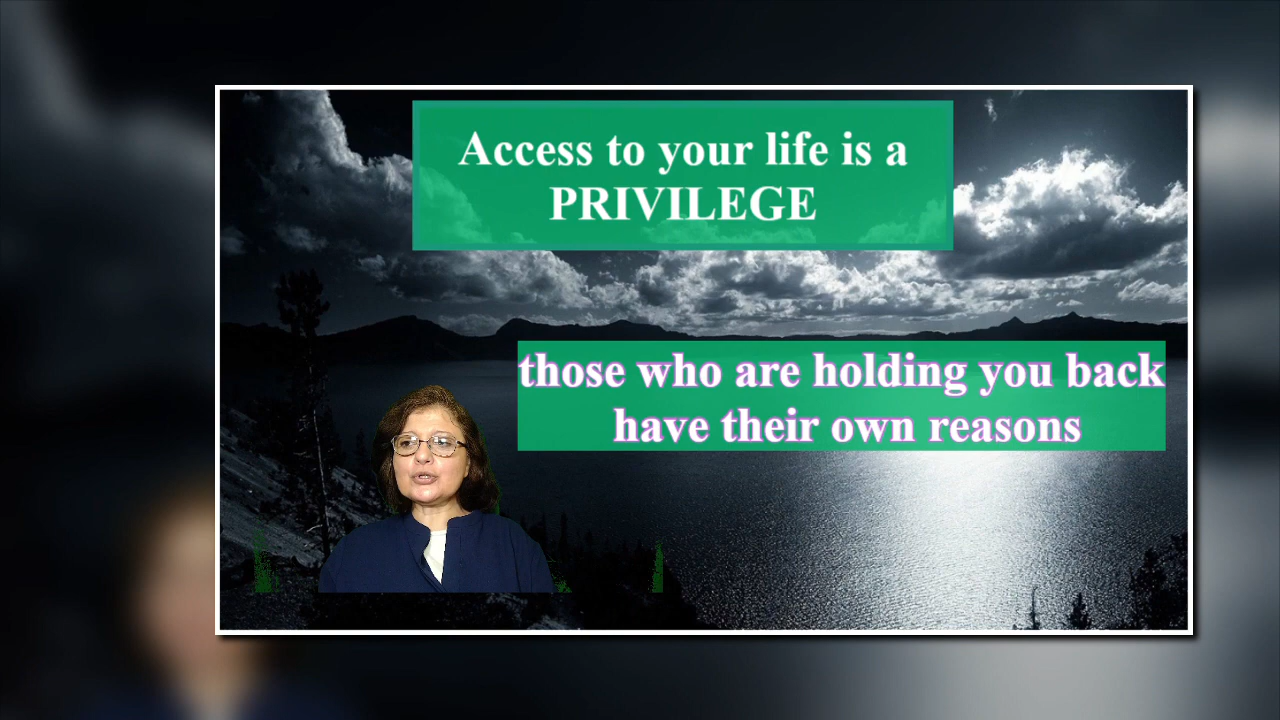 Access to your life is a
PRIVILEGE
those who are holding you back
have their own reasons